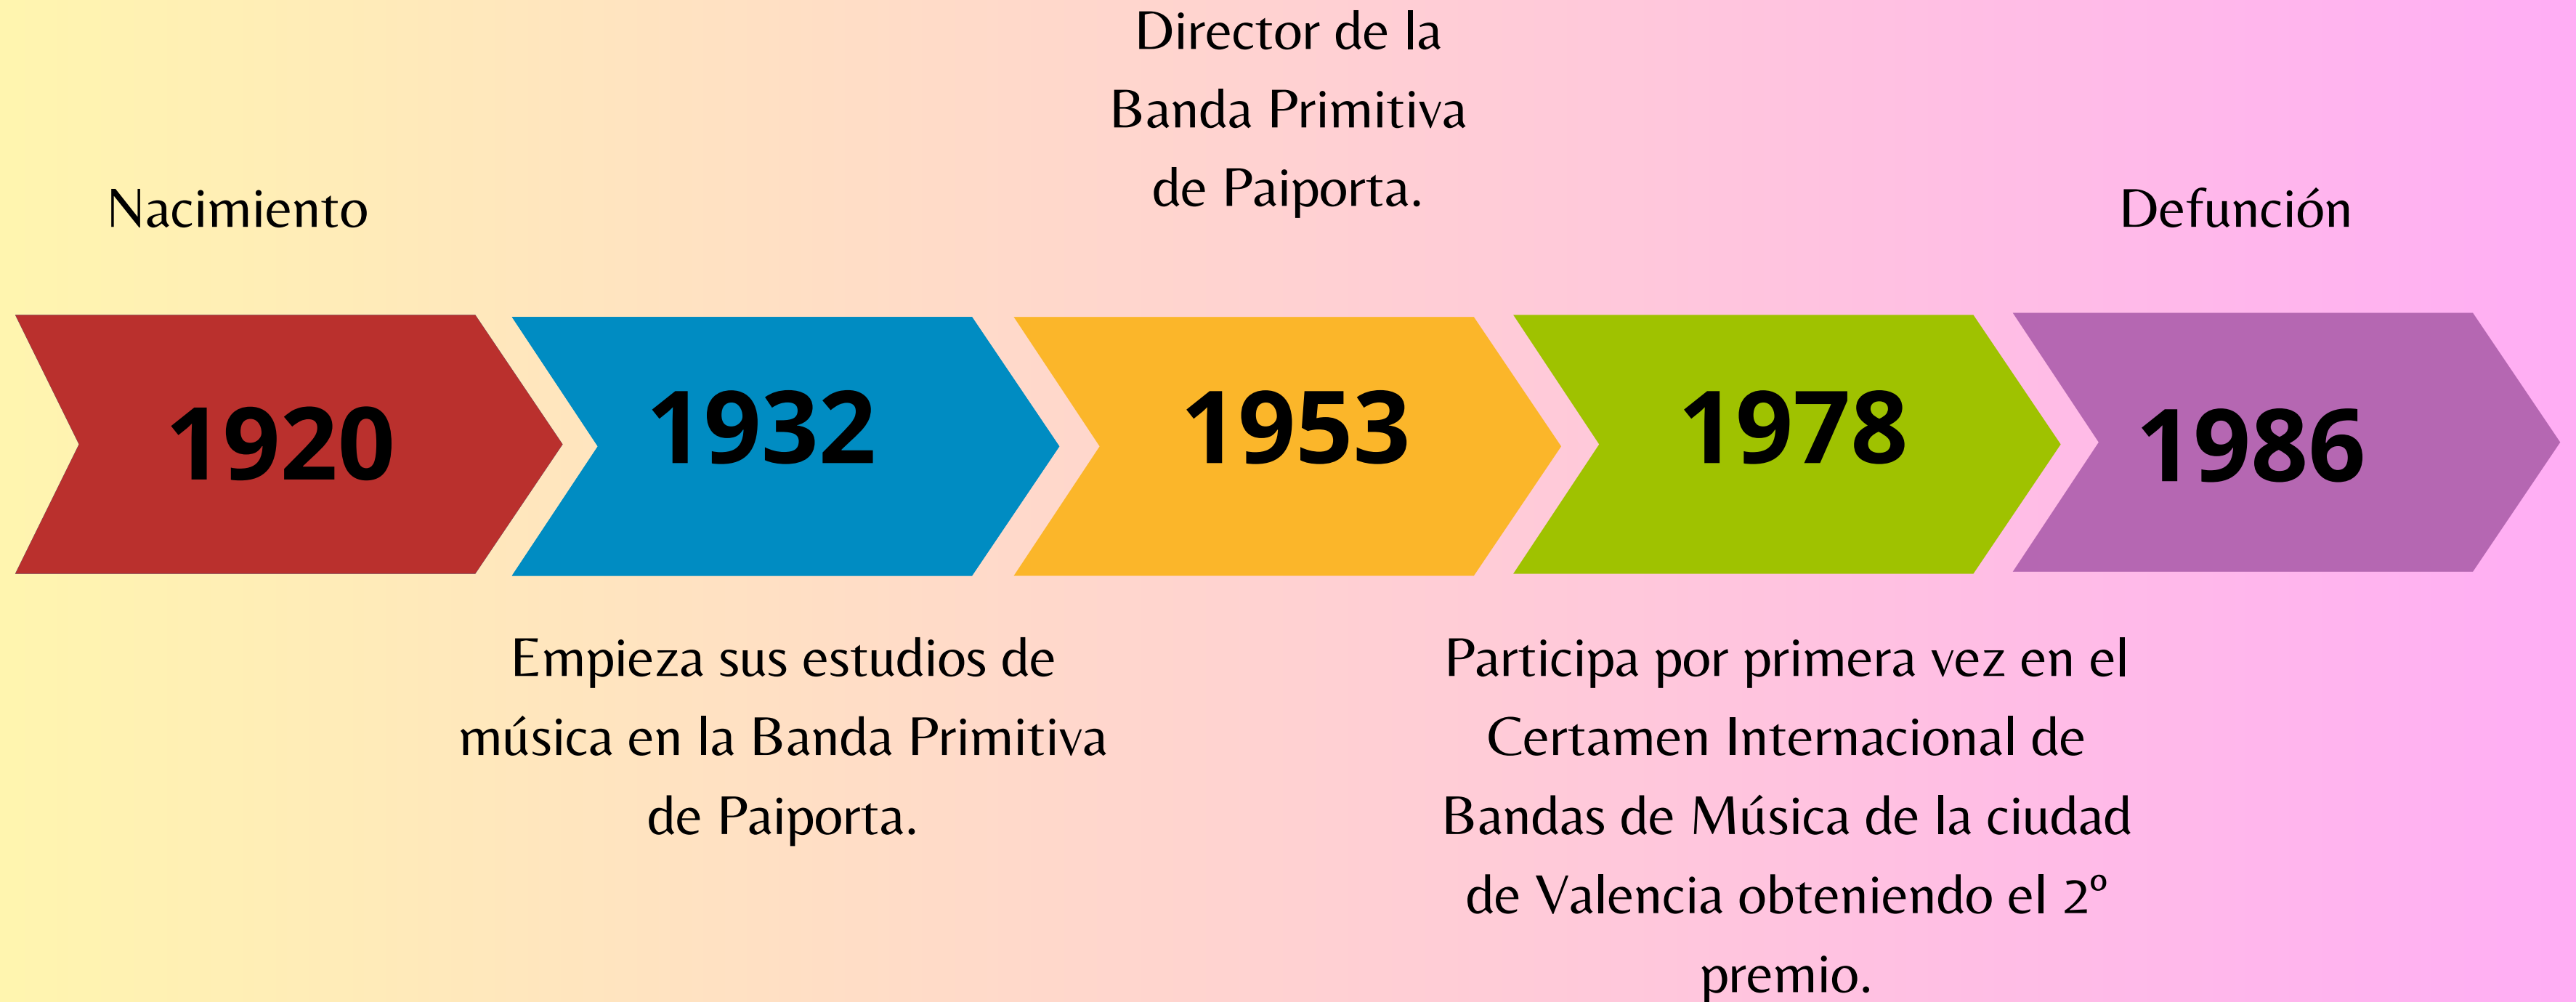 Director de la
Banda Primitiva
de Paiporta.
Nacimiento
Defunción
1920
1932
1953
1978
1986
Empieza sus estudios de
música en la Banda Primitiva
de Paiporta.
Participa por primera vez en el
Certamen Internacional de
Bandas de Música de la ciudad
de Valencia obteniendo el 2º
premio.